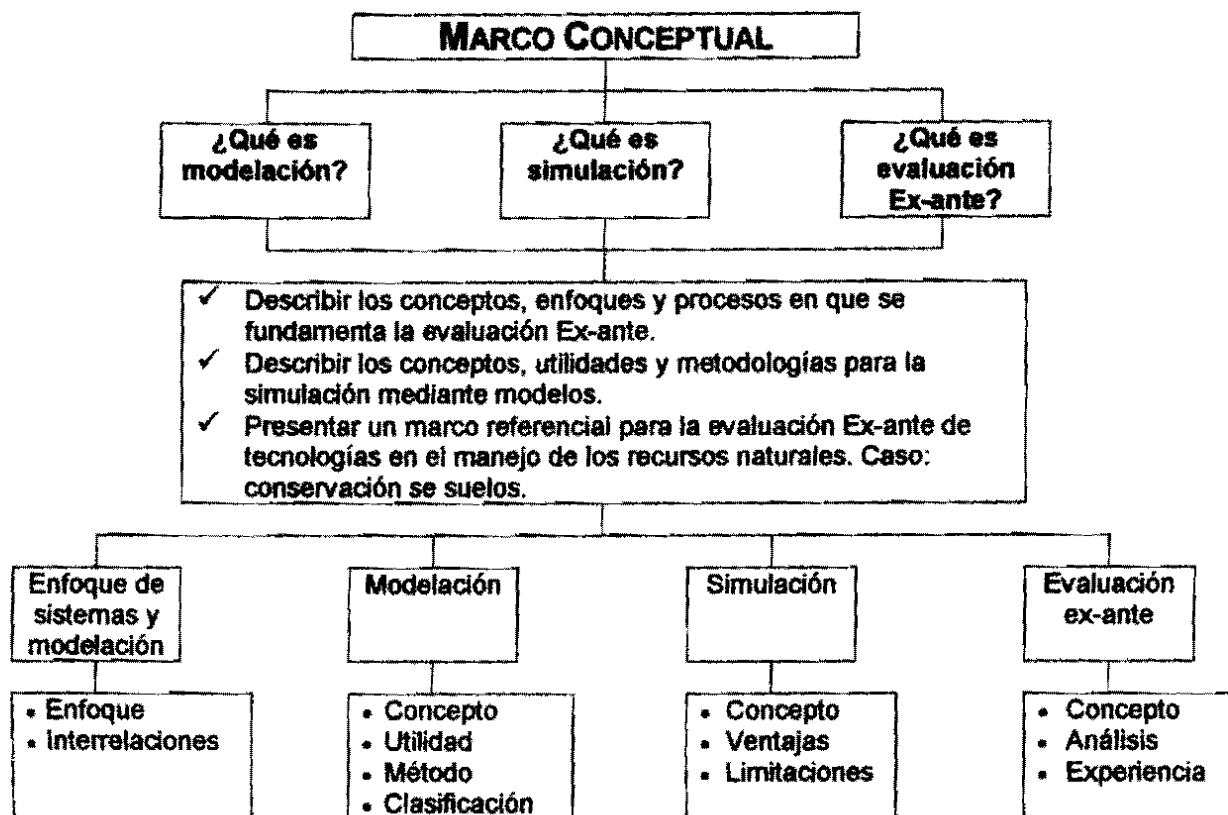 MARCO CONCEPTUAL
¿Qué es
modelación?
¿Qué es
simulación?
¿Qué es
evaluación
Ex-ante?
✓ Describir los conceptos, enfoques y procesos en que se
fundamenta la evaluación Ex-ante.
✓ Describir los conceptos, utilidades y metodologías para la
simulación mediante modelos.
✓ Presentar un marco referencial para la evaluación Ex-ante de
tecnologías en el manejo de los recursos naturales. Caso:
conservación se suelos.
Enfoque de
sistemas y
modelación
Modelación
Simulación
Evaluación
ex-ante
• Enfoque
• Interrelaciones
• Concepto
• Utilidad
• Método
• Clasificación
• Concepto
• Ventajas
• Limitaciones
• Concepto
• Análisis
• Experiencia